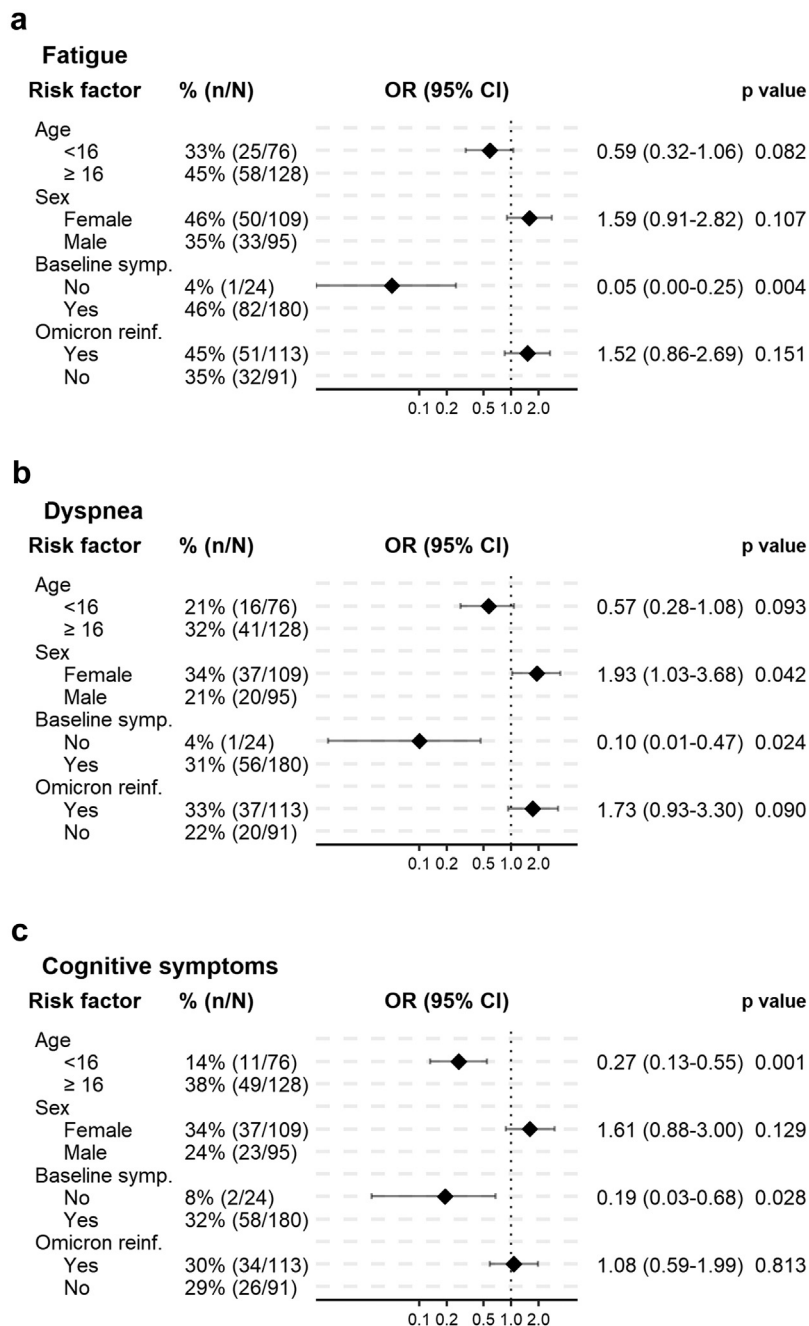 a
Fatigue
Risk factor % (n/N) OR (95% CI) p value
Age
<16 33% (25/76) 0.59 (0.32-1.06) 0.082
≥ 16 45% (58/128)
Sex
Female 46% (50/109) 1.59 (0.91-2.82) 0.107
Male 35% (33/95)
Baseline symp.
No 4% (1/24) 0.05 (0.00-0.25) 0.004
Yes 46% (82/180)
Omicron reinf.
Yes 45% (51/113) 1.52 (0.86-2.69) 0.151
No 35% (32/91)
0.1 0.2 0.5 1.0 2.0
b
Dyspnea
Risk factor % (n/N) OR (95% CI) p value
Age
<16 21% (16/76) 0.57 (0.28-1.08) 0.093
≥ 16 32% (41/128)
Sex
Female 34% (37/109) 1.93 (1.03-3.68) 0.042
Male 21% (20/95)
Baseline symp.
No 4% (1/24) 0.10 (0.01-0.47) 0.024
Yes 31% (56/180)
Omicron reinf.
Yes 33% (37/113) 1.73 (0.93-3.30) 0.090
No 22% (20/91)
0.1 0.2 0.5 1.0 2.0
c
Cognitive symptoms
Risk factor % (n/N) OR (95% CI) p value
Age
<16 14% (11/76) 0.27 (0.13-0.55) 0.001
≥ 16 38% (49/128)
Sex
Female 34% (37/109) 1.61 (0.88-3.00) 0.129
Male 24% (23/95)
Baseline symp.
No 8% (2/24) 0.19 (0.03-0.68) 0.028
Yes 32% (58/180)
Omicron reinf.
Yes 30% (34/113) 1.08 (0.59-1.99) 0.813
No 29% (26/91)
0.1 0.2 0.5 1.0 2.0